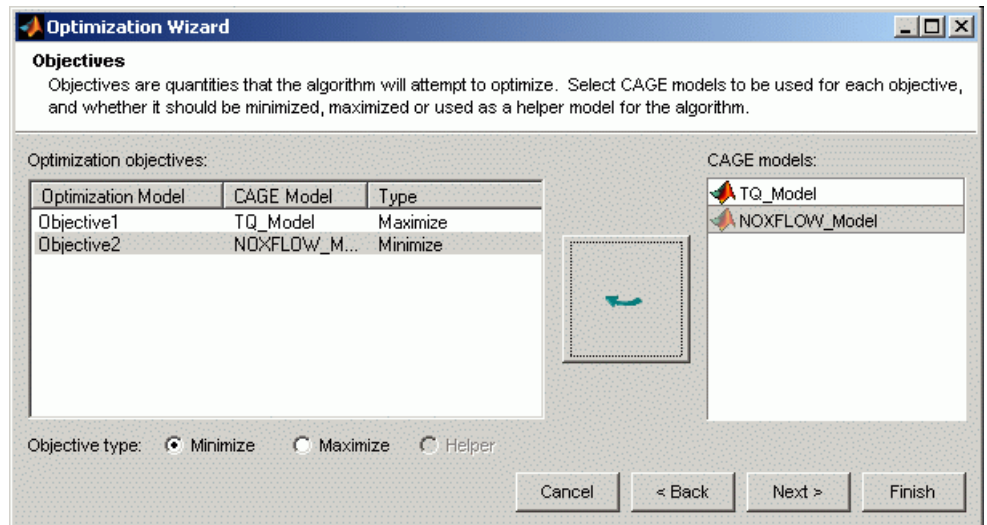 Optimization Wizard
Objectives
Objectives are quantities that the algorithm will attempt to optimize. Select CAGE models to be used for each objective,
and whether it should be minimized, maximized or used as a helper model for the algorithm.
Optimization objectives:
CAGE models:
Optimization Model CAGE Model Type
Objective1 TQ_Model Maximize
Objective2 NOXFLOW_M... Minimize
TQ_Model
NOXFLOW_Model
Objective type: Minimize Maximize Helper
Cancel < Back Next > Finish